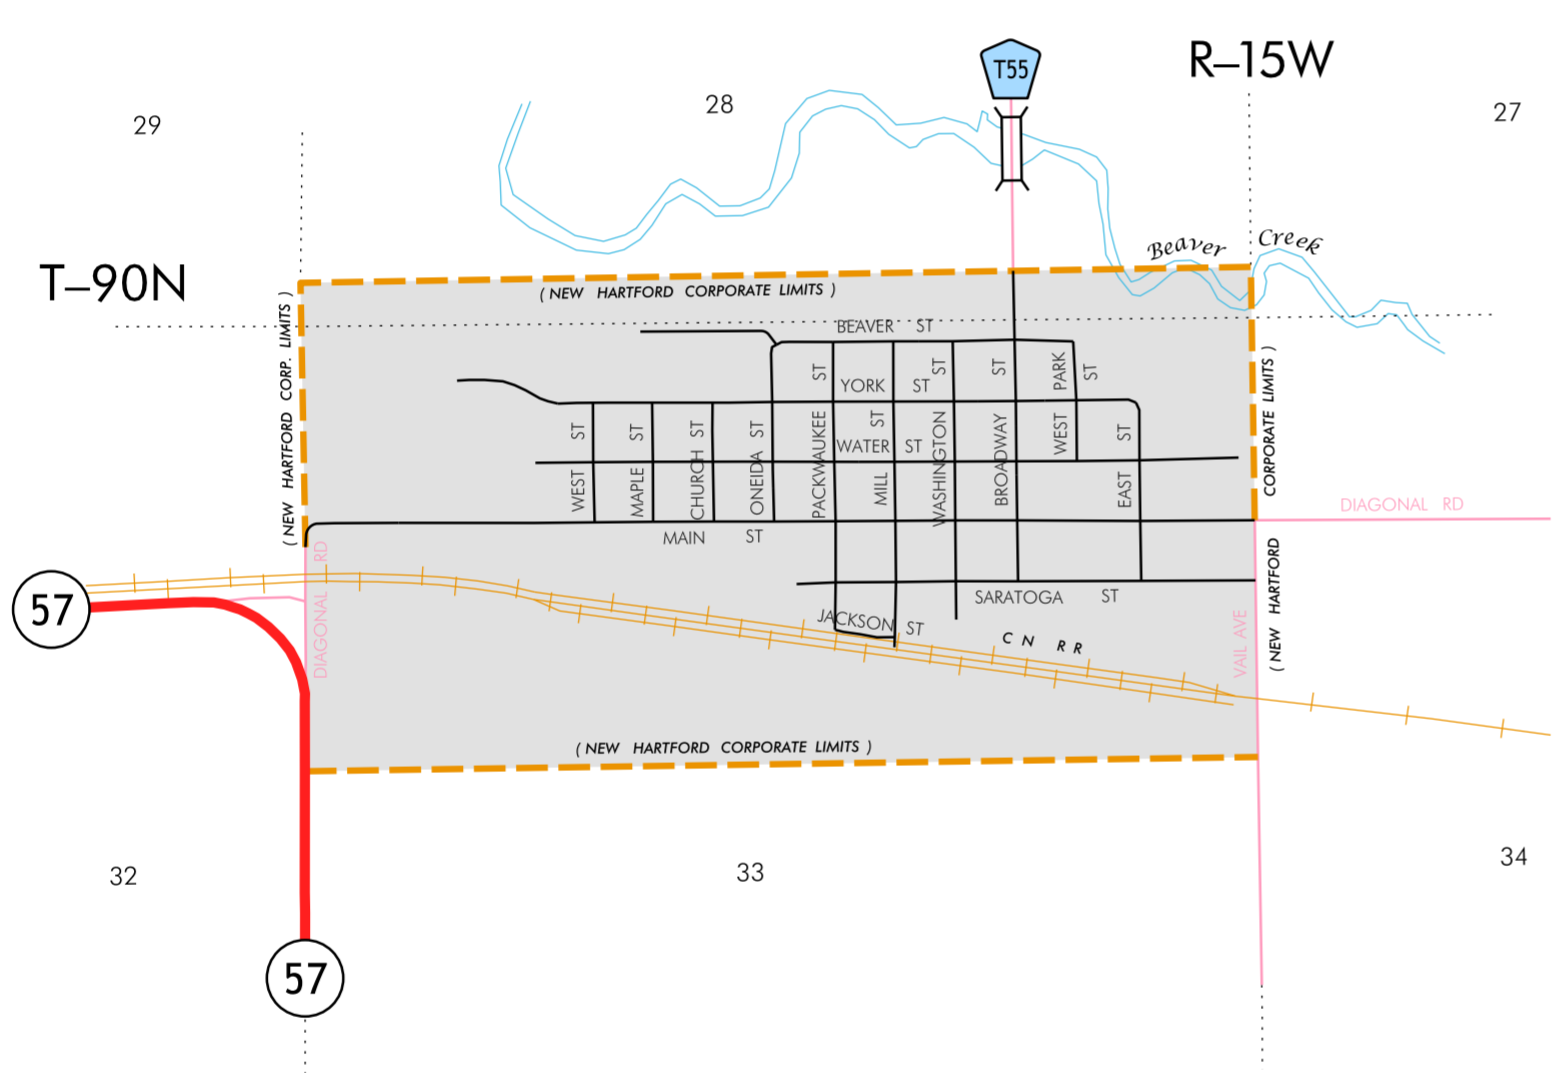 R–15W
T55
28
27
29
Beaver Creek
T–90N
( NEW HARTFORD CORPORATE LIMITS )
( NEW HARTFORD CORP. LIMITS )
BEAVER ST
YORK ST
WATER ST
WEST ST
MAPLE ST
CHURCH ST
ONEIDA ST
PACKWAUKEE ST
MILL ST
WASHINGTON ST
BROADWAY ST
WEST PARK ST
EAST ST
CORPORATE LIMITS )
( NEW HARTFORD
DIAGONAL RD
MAIN ST
DIAGONAL RD
57
SARATOGA ST
JACKSON ST
CN RR
VAIL AVE
( NEW HARTFORD CORPORATE LIMITS )
32
33
34
57